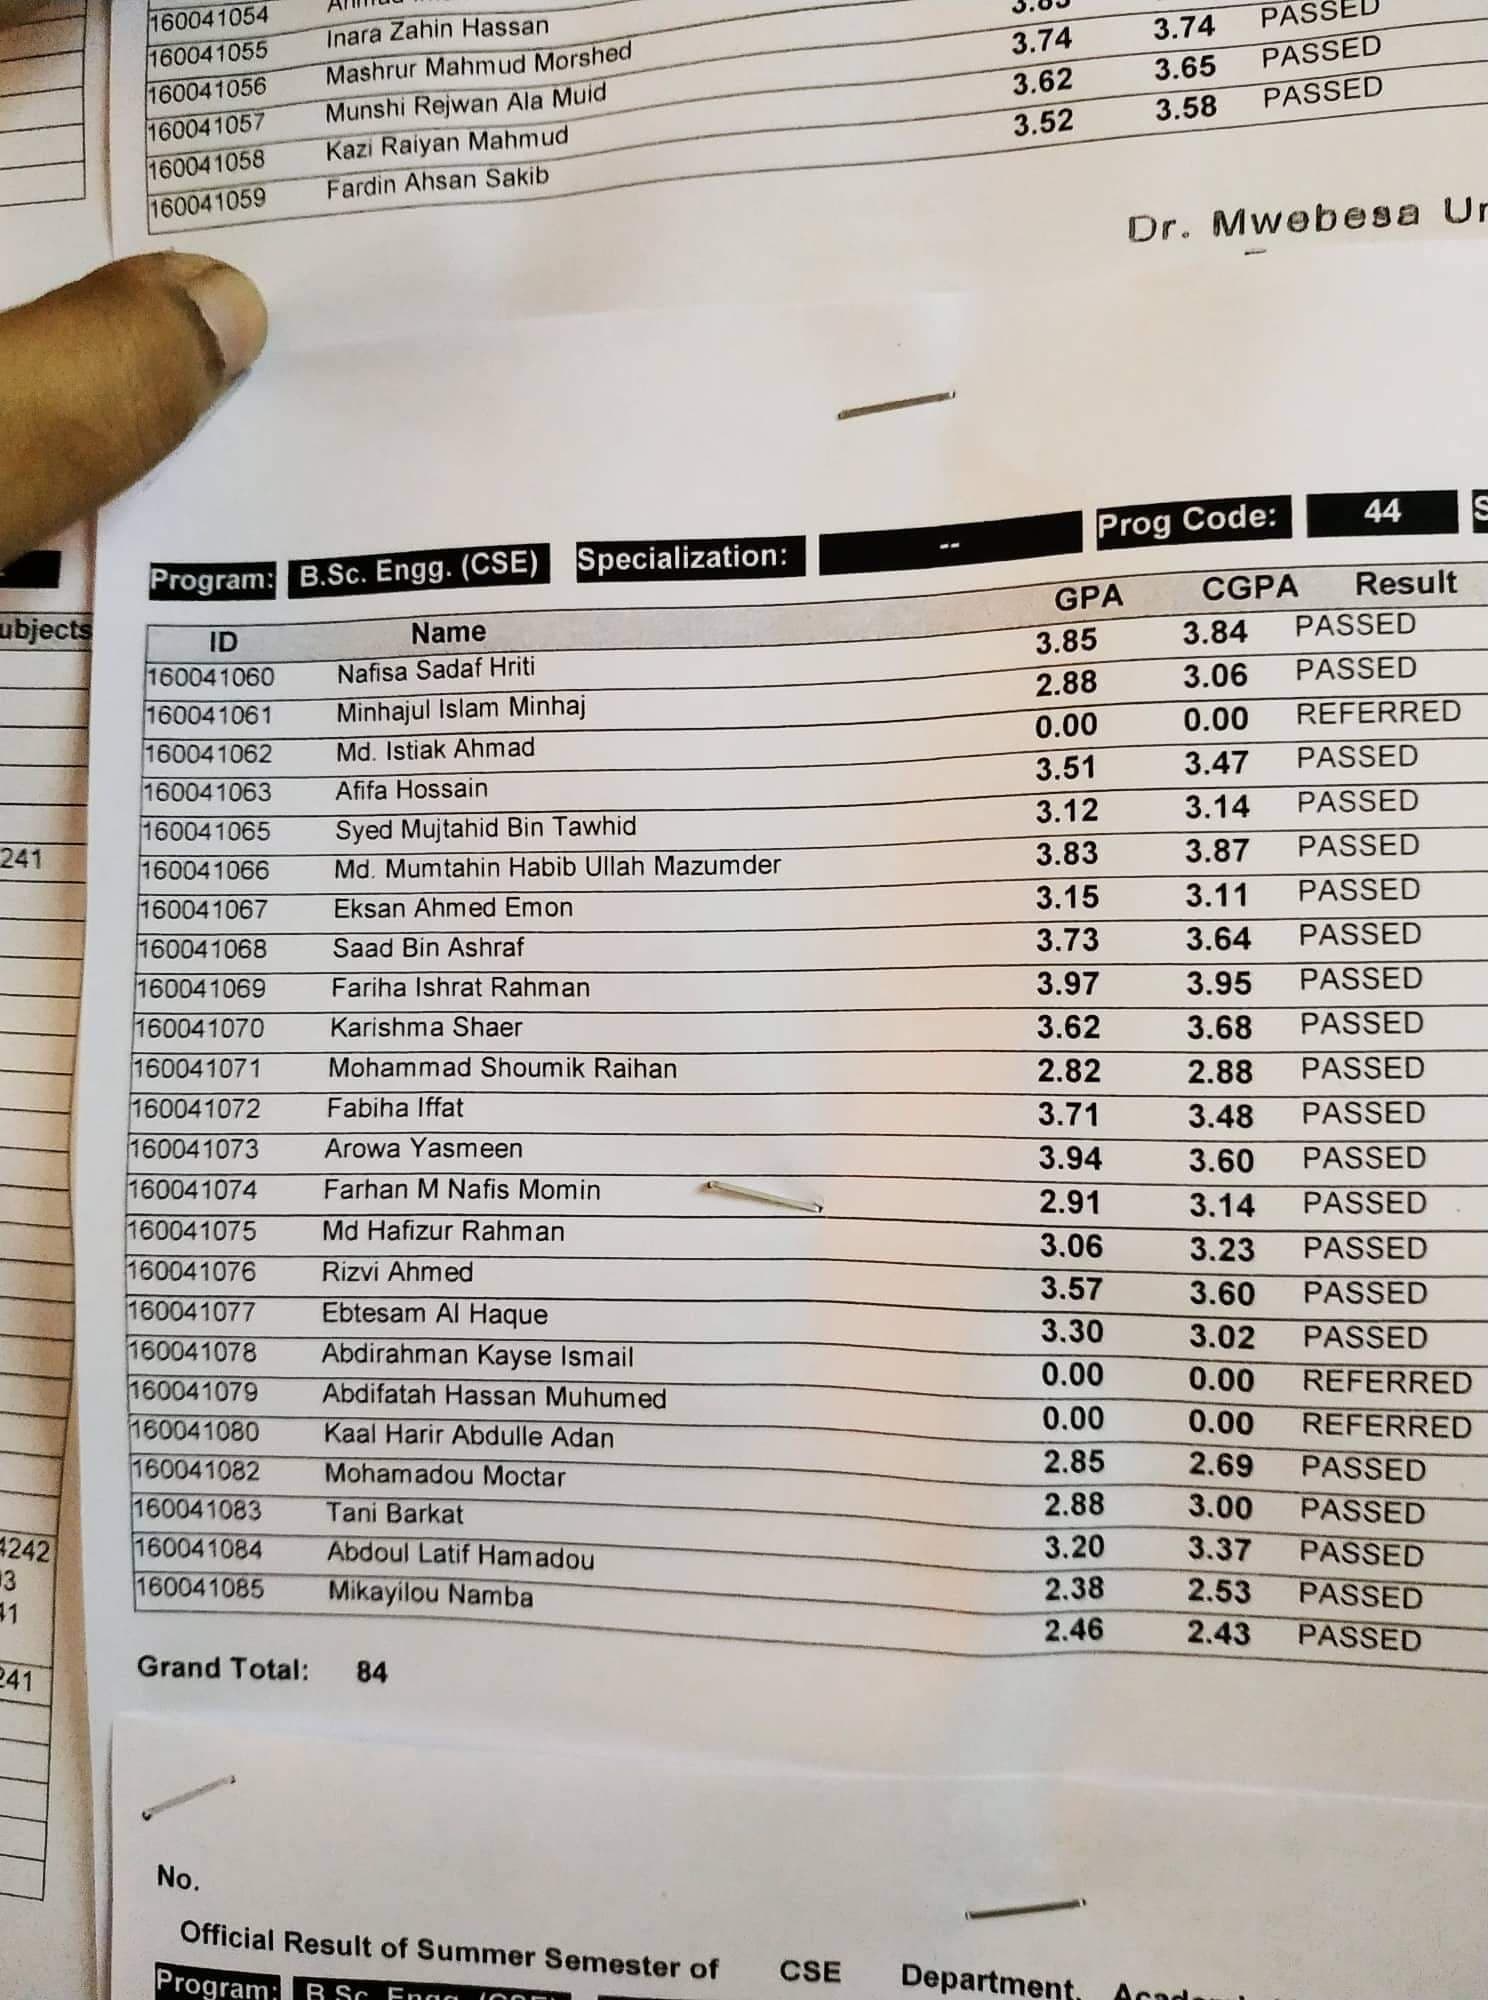 160041054
160041055 Inara Zahin Hassan
160041056 Mashrur Mahmud Morshed
160041057 Munshi Rejwan Ala Muid 3.74 3.74 PASSED
160041058 Kazi Raiyan Mahmud 3.62 3.65 PASSED
160041059 Fardin Ahsan Sakib 3.52 3.58 PASSED
Dr. Mwebesa
Program: B.Sc. Engg. (CSE) Specialization: -- Prog Code: 44
ID Name GPA CGPA Result
160041060 Nafisa Sadaf Hriti 3.85 3.84 PASSED
160041061 Minhajul Islam Minhaj 2.88 3.06 PASSED
160041062 Md. Istiak Ahmad 0.00 0.00 REFERRED
160041063 Afifa Hossain 3.51 3.47 PASSED
160041065 Syed Mujtahid Bin Tawhid 3.12 3.14 PASSED
160041066 Md. Mumtahin Habib Ullah Mazumder 3.83 3.87 PASSED
160041067 Eksan Ahmed Emon 3.15 3.11 PASSED
160041068 Saad Bin Ashraf 3.73 3.64 PASSED
160041069 Fariha Ishrat Rahman 3.97 3.95 PASSED
160041070 Karishma Shaer 3.62 3.68 PASSED
160041071 Mohammad Shoumik Raihan 2.82 2.88 PASSED
160041072 Fabiha Iffat 3.71 3.48 PASSED
160041073 Arowa Yasmeen 3.94 3.60 PASSED
160041074 Farhan M Nafis Momin 2.91 3.14 PASSED
160041075 Md Hafizur Rahman 3.06 3.23 PASSED
160041076 Rizvi Ahmed 3.57 3.60 PASSED
160041077 Ebtesam Al Haque 3.30 3.02 PASSED
160041078 Abdirahman Kayse Ismail 0.00 0.00 REFERRED
160041079 Abdifatah Hassan Muhumed 0.00 0.00 REFERRED
160041080 Kaal Harir Abdulle Adan 2.85 2.69 PASSED
160041082 Mohamadou Moctar 2.88 3.00 PASSED
160041083 Tani Barkat 3.20 3.37 PASSED
160041084 Abdoul Latif Hamadou 2.38 2.53 PASSED
160041085 Mikayilou Namba 2.46 2.43 PASSED
Grand Total: 84
No.
Official Result of Summer Semester of CSE Department,
Program: B.Sc. Engg. (CSE)